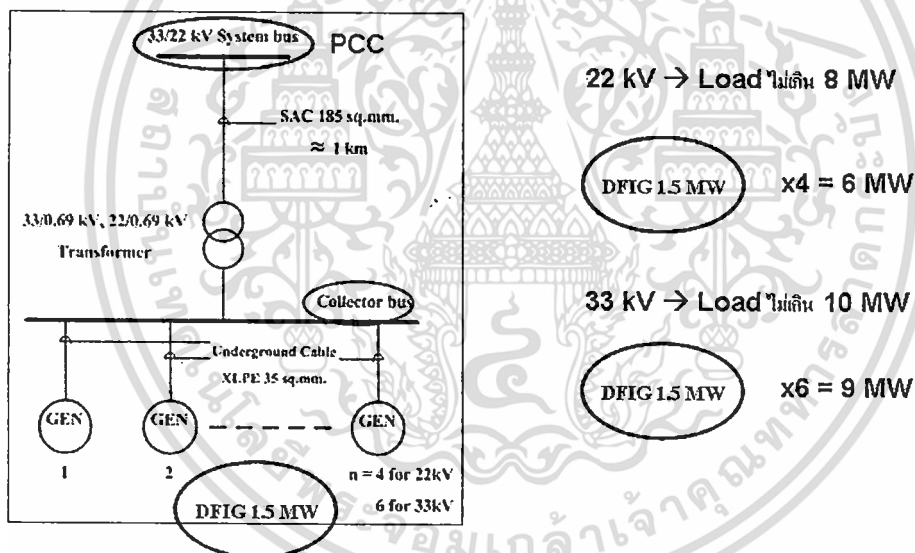 33/22 kV System bus
PCC
SAC 185 sq.mm.
≈ 1 km
33/0.69 kV, 22/0.69 kV
Transformer
Collector bus
Underground Cable
XLPE 35 sq.mm.
GEN
GEN
GEN
1
2
n = 4 for 22kV
6 for 33kV
DFIG 1.5 MW
22 kV → Load ไม่เกิน 8 MW
DFIG 1.5 MW
x4 = 6 MW
33 kV → Load ไม่เกิน 10 MW
DFIG 1.5 MW
x6 = 9 MW